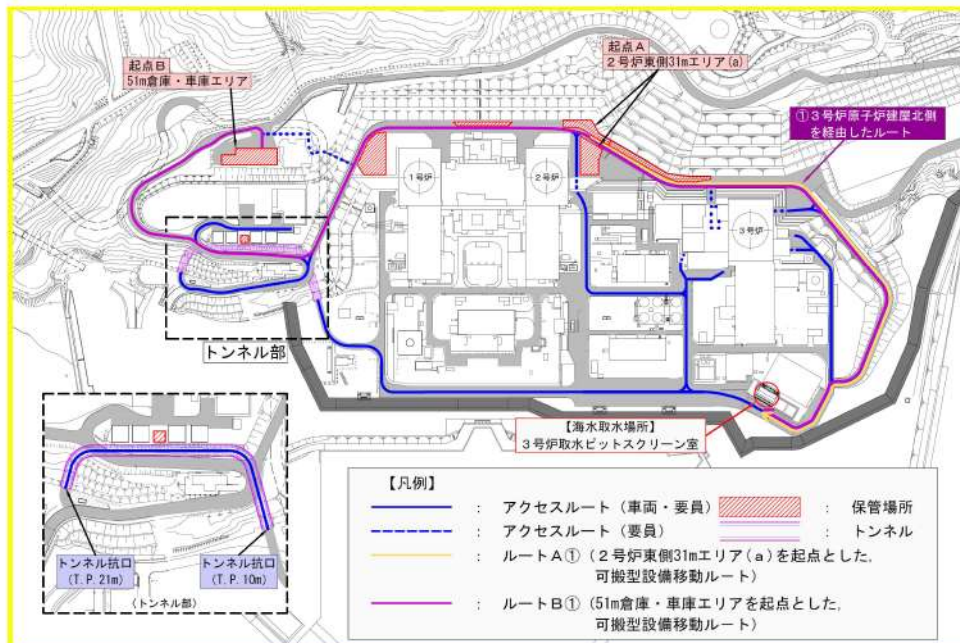 起点B
51m倉庫・車庫エリア
起点A
2号炉東側31mエリア(a)
①3号炉原子炉建屋北側
を経由したルート
1号炉
2号炉
3号炉
トンネル部
【海水取水場所】
3号炉取水ピットスクリーン室
トンネル抗口
(T.P.21m)
トンネル抗口
(T.P.10m)
(トンネル部)
【凡例】
: アクセスルート(車両・要員)
: 保管場所
: アクセスルート(要員)
: トンネル
: ルートA①(2号炉東側31mエリア(a)を起点とした,
可搬型設備移動ルート)
: ルートB①(51m倉庫・車庫エリアを起点とした,
可搬型設備移動ルート)